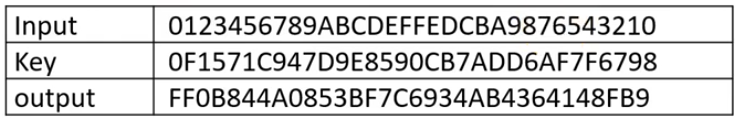 Input 0123456789ABCDEFFEDCBA9876543210
Key 0F1571C947D9E8590CB7ADD6AF7F6798
output FF0B844A0853BF7C6934AB4364148FB9